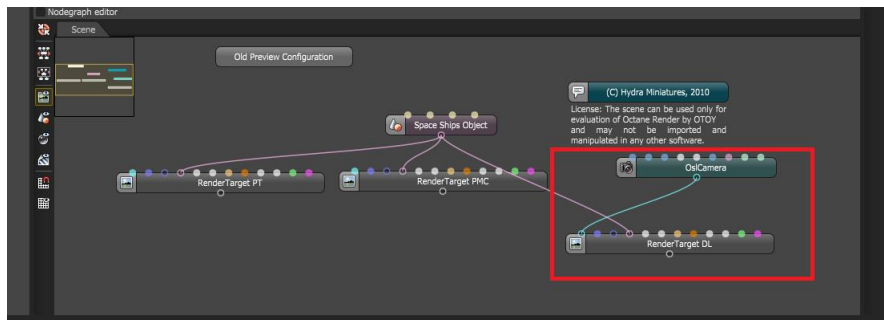 Nodegraph editor
Scene
Old Preview Configuration
(C) Hydra Miniatures, 2010
License: The scene can be used only for
evaluation of Octane Render by OTOY
and may not be imported and
manipulated in any other software.
Space Ships Object
OslCamera
RenderTarget PT
RenderTarget PMC
RenderTarget DL